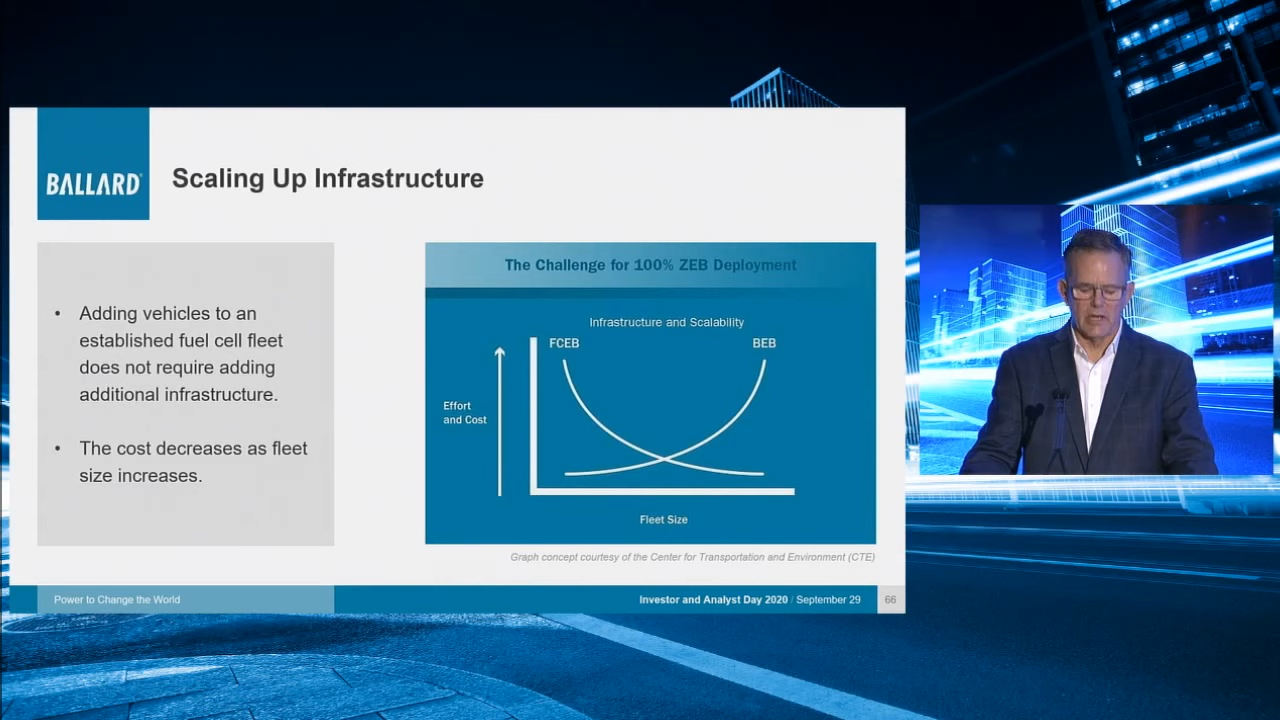 BALLARD
Scaling Up Infrastructure
• Adding vehicles to an
established fuel cell fleet
does not require adding
additional infrastructure.
• The cost decreases as fleet
size increases.
The Challenge for 100% ZEB Deployment
Infrastructure and Scalability
FCEB
BEB
Effort
and Cost
Fleet Size
Graph concept courtesy of the Center for Transportation and Environment (CTE)
Power to Change the World
Investor and Analyst Day 2020 / September 29
66